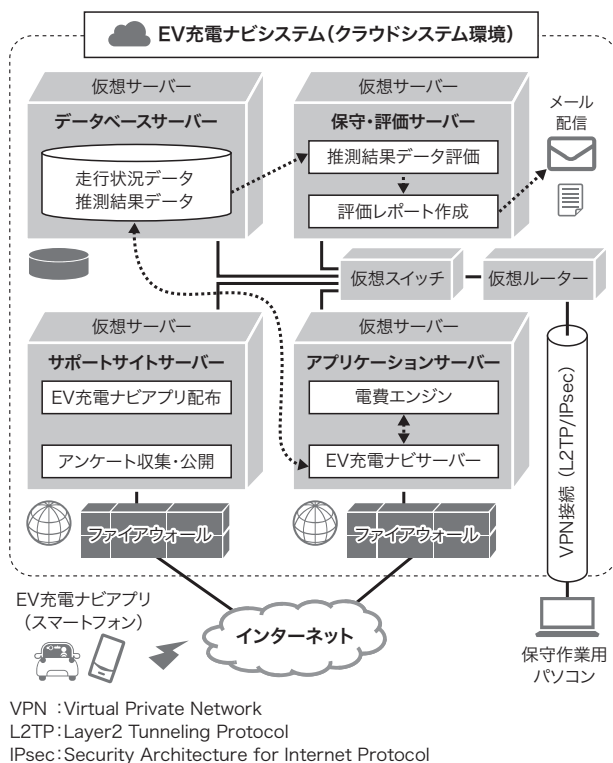 EV充電ナビシステム(クラウドシステム環境)
仮想サーバー
データベースサーバー
走行状況データ
推測結果データ
仮想サーバー
保守・評価サーバー
推測結果データ評価
評価レポート作成
メール
配信
仮想スイッチ
仮想ルーター
仮想サーバー
サポートサイトサーバー
EV充電ナビアプリ配布
アンケート収集・公開
仮想サーバー
アプリケーションサーバー
電費エンジン
EV充電ナビサーバー
VPN接続(L2TP/IPsec)
ファイアウォール
ファイアウォール
EV充電ナビアプリ
(スマートフォン)
インターネット
保守作業用
パソコン
VPN :Virtual Private Network
L2TP:Layer2 Tunneling Protocol
IPsec:Security Architecture for Internet Protocol